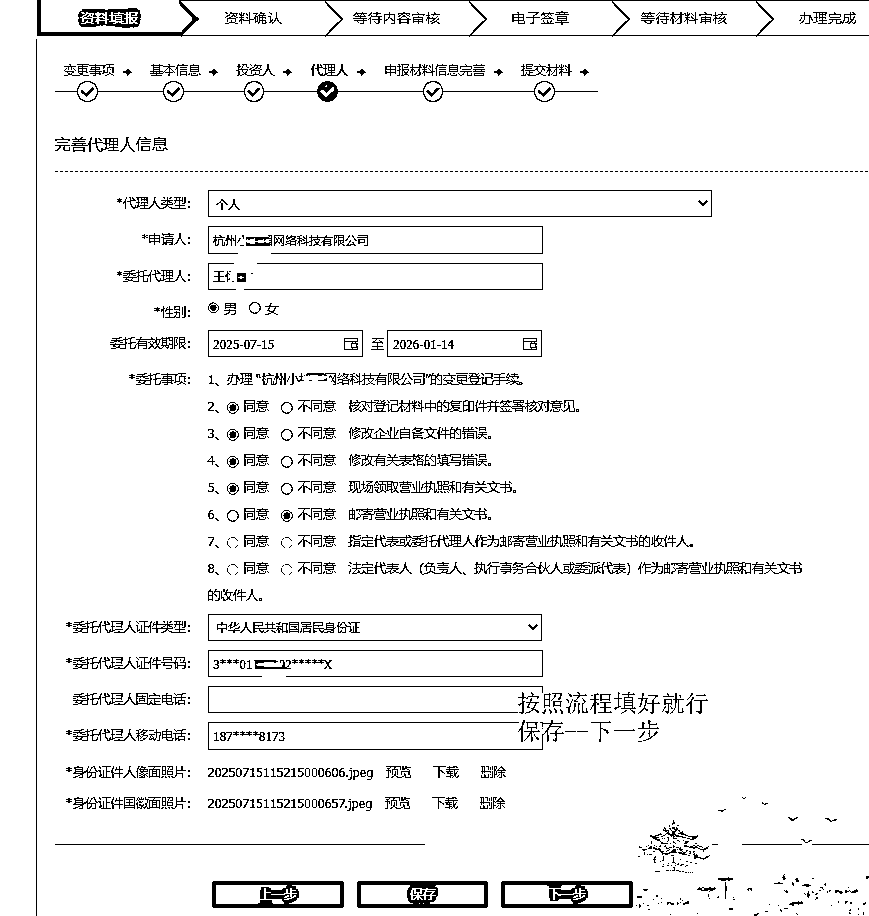 资料填报 资料确认 等待内容审核 电子签章 等待材料审核 办理完成
变更事项 → 基本信息 → 投资人 → 代理人 → 申报材料信息完善 → 提交材料 →
完善代理人信息
*代理人类型: 个人
*申请人: 杭州小 网络科技有限公司
*委托代理人: 王
*性别: 男 女
委托有效期限: 2025-07-15 至 2026-01-14
*委托事项: 1、办理“杭州小 网络科技有限公司”的变更登记手续。
2、 同意 不同意 核对登记材料中的复印件并签署核对意见。
3、 同意 不同意 修改企业自备文件的错误。
4、 同意 不同意 修改有关表格的填写错误。
5、 同意 不同意 现场领取营业执照和有关文书。
6、 同意 不同意 邮寄营业执照和有关文书。
7、 同意 不同意 指定代表或委托代理人作为邮寄营业执照和有关文书的收件人。
8、 同意 不同意 法定代表人（负责人、执行事务合伙人或委派代表）作为邮寄营业执照和有关文书
的收件人。
*委托代理人证件类型: 中华人民共和国居民身份证
*委托代理人证件号码: 3***01 02*****X
委托代理人固定电话:
按照流程填好就行
保存--下一步
*委托代理人移动电话: 187****8173
*身份证件人像面照片: 20250715115215000606.jpeg 预览 下载 删除
*身份证件国徽面照片: 20250715115215000657.jpeg 预览 下载 删除
上一步 保存 下一步